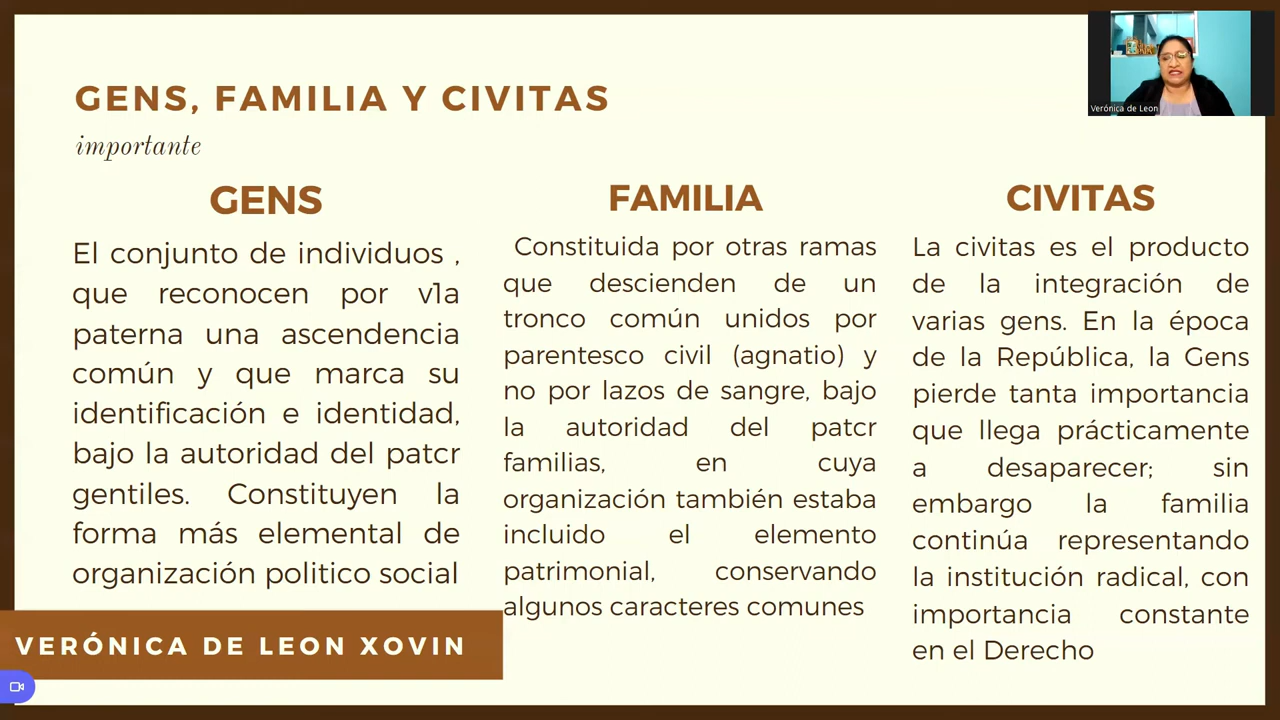 GENS, FAMILIA Y CIVITAS
importante
GENS
El conjunto de individuos ,
que reconocen por v1a
paterna una ascendencia
común y que marca su
identificación e identidad,
bajo la autoridad del patcr
gentiles. Constituyen la
forma más elemental de
organización politico social
FAMILIA
Constituida por otras ramas
que descienden de un
tronco común unidos por
parentesco civil (agnatio) y
no por lazos de sangre, bajo
la autoridad del patcr
familias, en cuya
organización también estaba
incluido el elemento
patrimonial, conservando
algunos caracteres comunes
CIVITAS
La civitas es el producto
de la integración de
varias gens. En la época
de la República, la Gens
pierde tanta importancia
que llega prácticamente
a desaparecer; sin
embargo la familia
continúa representando
la institución radical, con
importancia constante
en el Derecho
VERÓNICA DE LEON XOVIN
Verónica de Leon